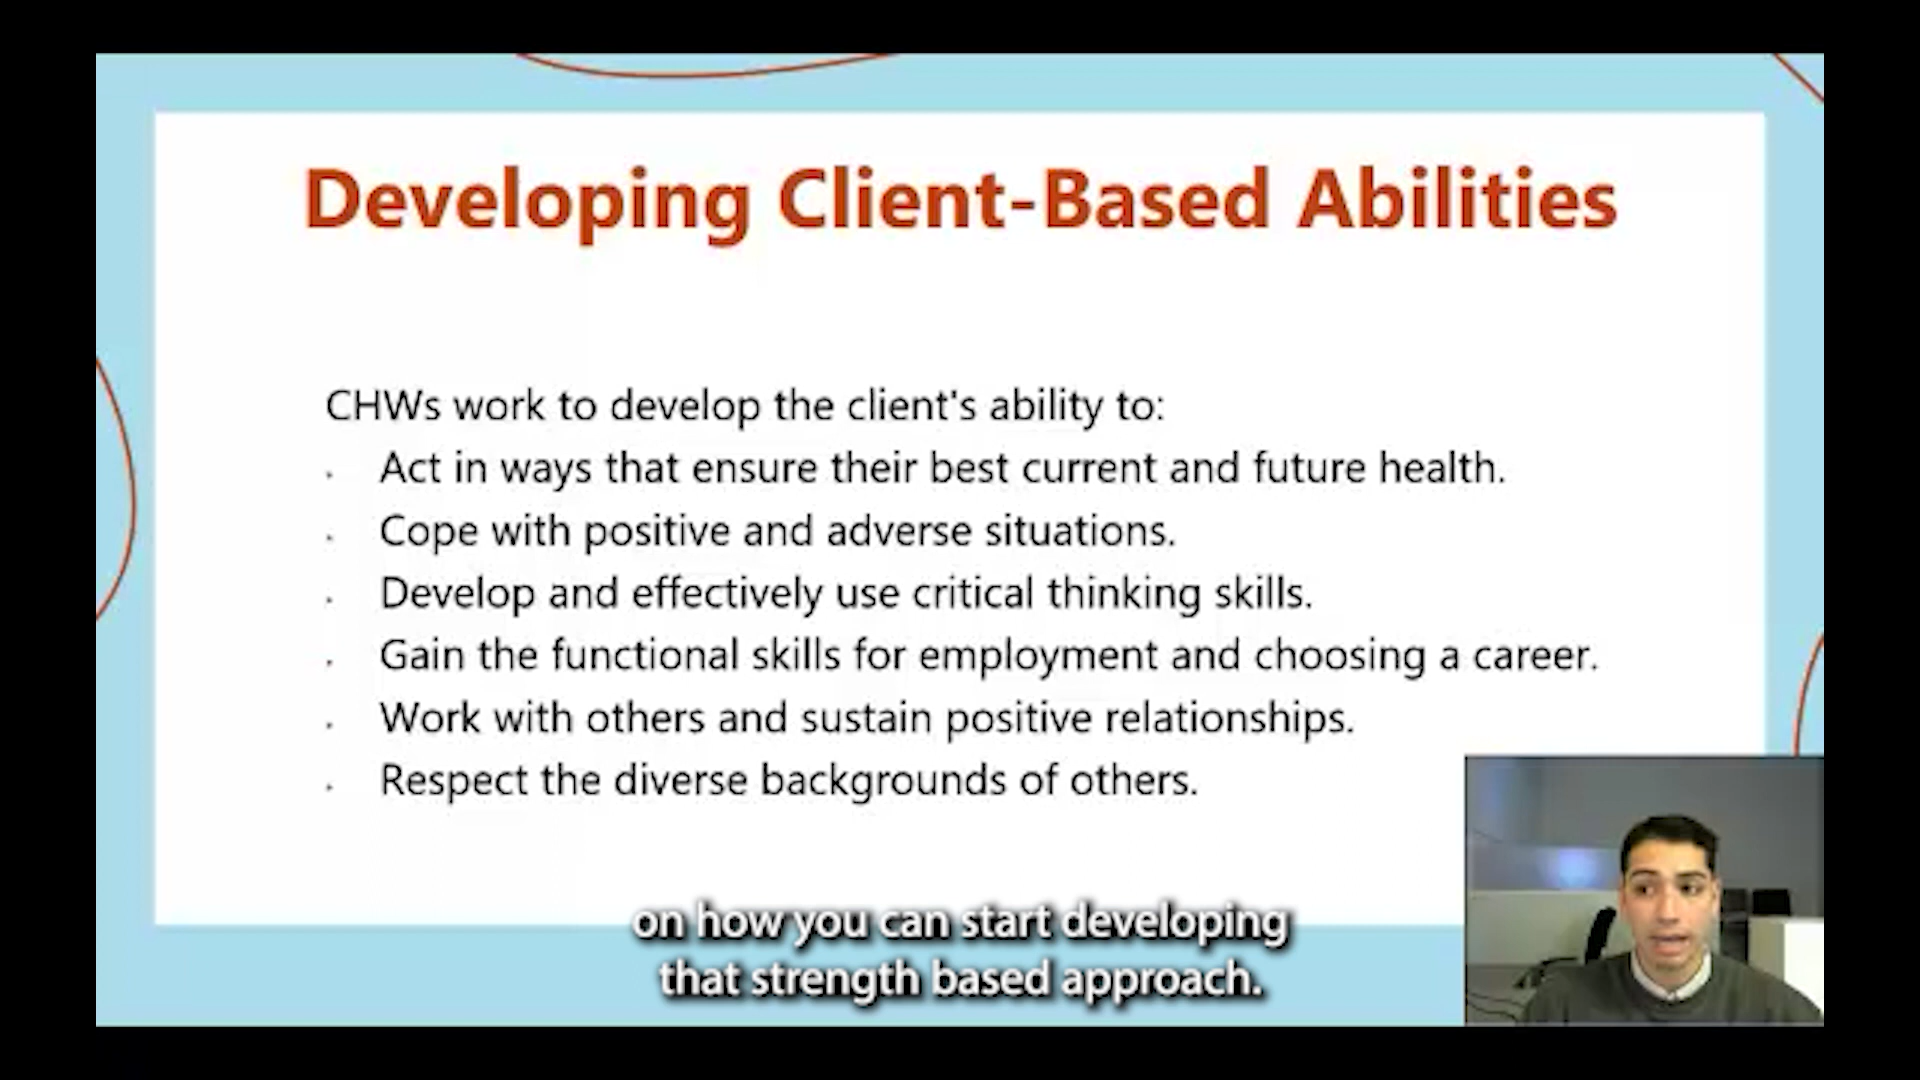 Developing Client-Based Abilities
CHWs work to develop the client's ability to:
· Act in ways that ensure their best current and future health.
· Cope with positive and adverse situations.
· Develop and effectively use critical thinking skills.
· Gain the functional skills for employment and choosing a career.
· Work with others and sustain positive relationships.
· Respect the diverse backgrounds of others.
on how you can start developing
that strength based approach.